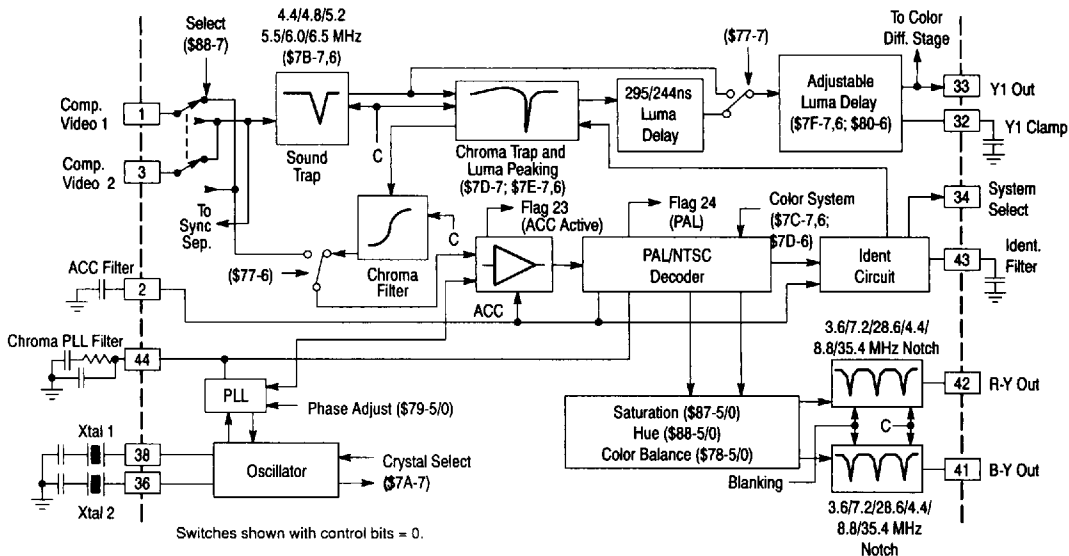 Select
($88-7)
4.4/4.8/5.2
5.5/6.0/6.5 MHz
($7B-7,6)
($77-7)
To Color
Diff. Stage
Comp.
Video 1
1
Comp.
Video 2
3
Sound
Trap
C
Chroma Trap and
Luma Peaking
($7D-7; $7E-7,6)
295/244ns
Luma
Delay
Adjustable
Luma Delay
($7F-7,6; $80-6)
33
Y1 Out
32
Y1 Clamp
34
System
Select
To
Sync
Sep.
($77-6)
Chroma
Filter
C
Flag 23
(ACC Active)
Flag 24
(PAL)
Color System
($7C-7,6;
$7D-6)
PAL/NTSC
Decoder
Ident
Circuit
43
Ident.
Filter
ACC Filter
2
ACC
Chroma PLL Filter
44
PLL
Phase Adjust ($79-5/0)
3.6/7.2/28.6/4.4/
8.8/35.4 MHz Notch
42
R-Y Out
Saturation ($87-5/0)
Hue ($88-5/0)
Color Balance ($78-5/0)
C
Blanking
41
B-Y Out
3.6/7.2/28.6/4.4/
8.8/35.4 MHz
Notch
Xtal 1
38
36
Xtal 2
Oscillator
Crystal Select
($7A-7)
Switches shown with control bits = 0.